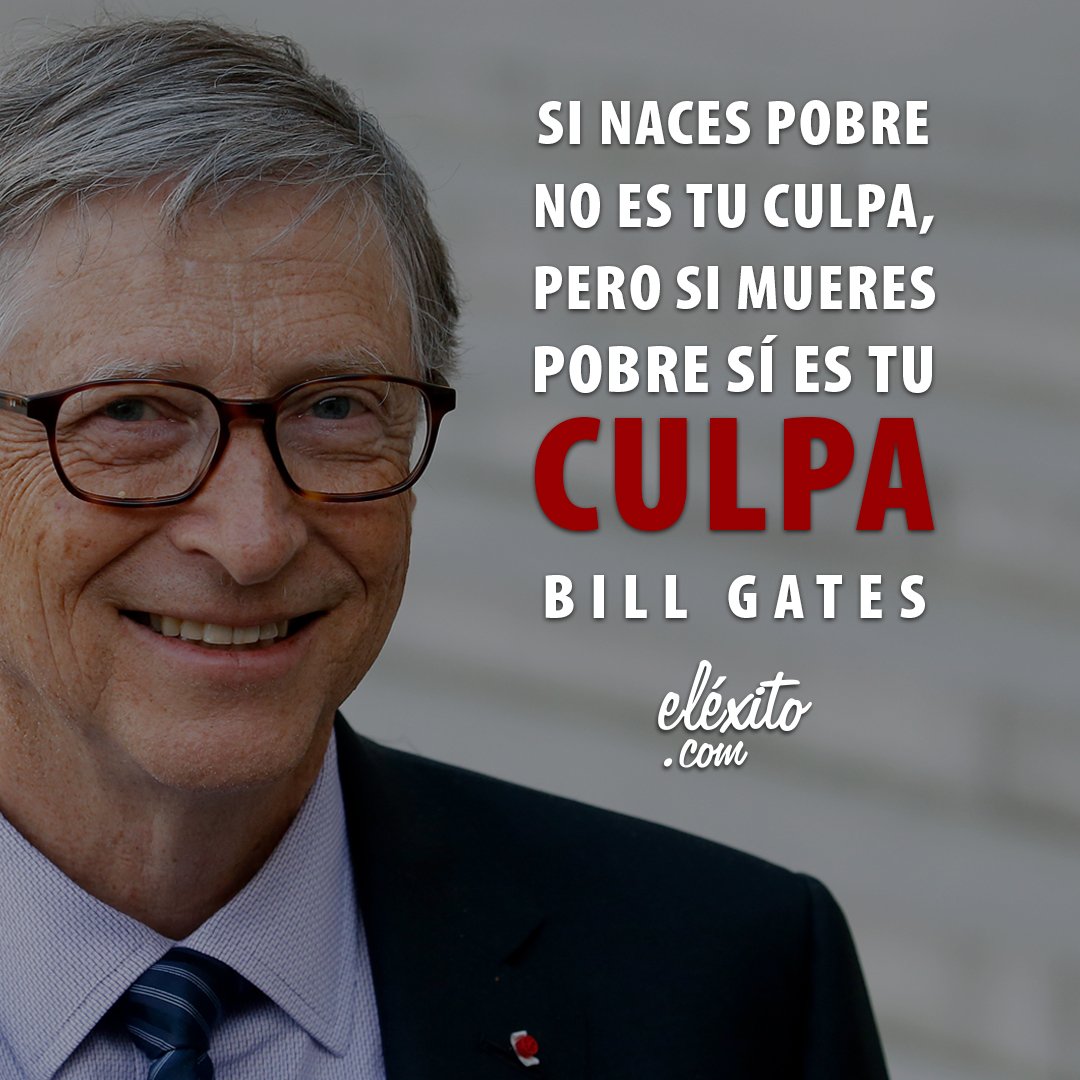 SI NACES POBRE
NO ES TU CULPA,
PERO SI MUERES
POBRE SÍ ES TU
CULPA
BILL GATES
eléxito
.com